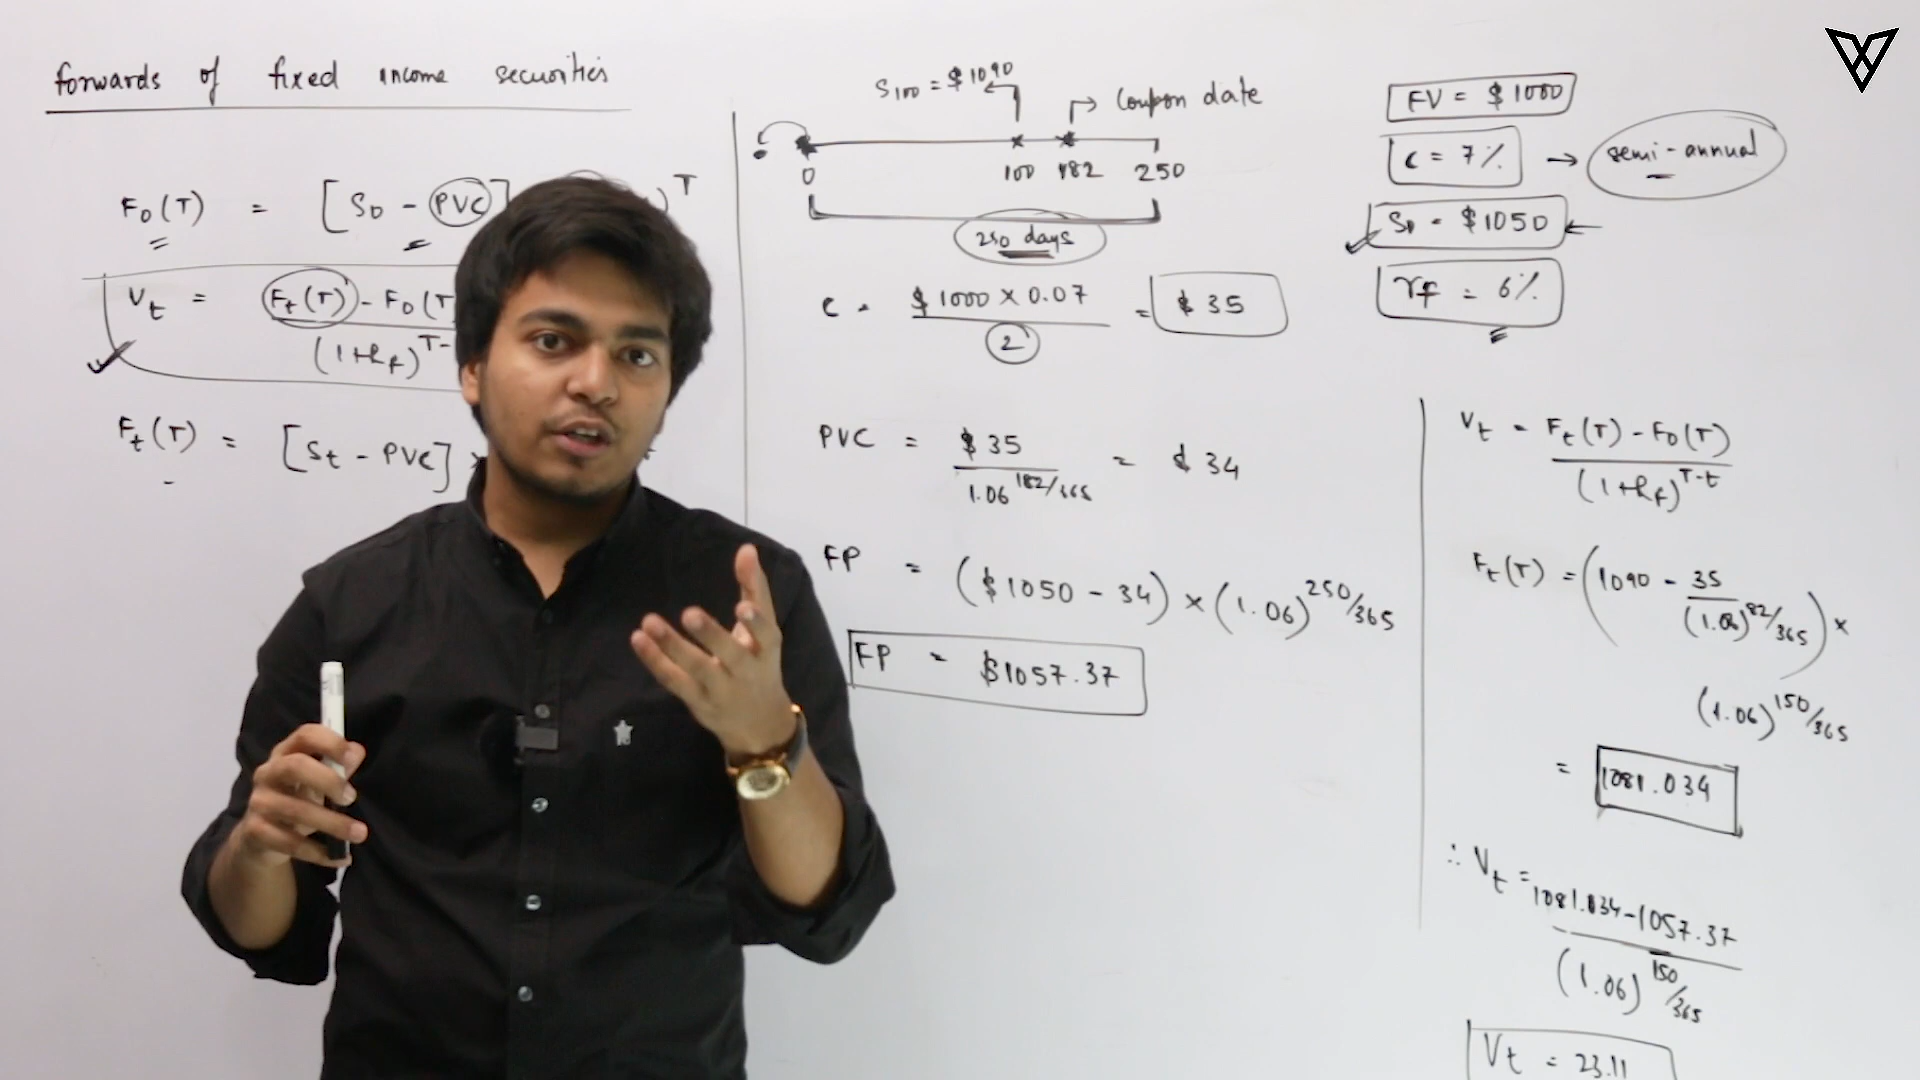 forwards of fixed income securities
F₀(T) = [S₀ - PVC] )ᵀ
Vt = Ft(T) - F₀(T
(1+Rf)ᵀ⁻
Ft(T) = [St - PVC] ×
S₁₀₀ = $1090
Coupon date
0 100 182 250
250 days
C = $1000 × 0.07 / 2 = $35
PVC = $35 / 1.06^182/365 = $34
FP = ($1050 - 34) × (1.06)^250/365
FP = $1057.37
FV = $1000
C = 7% → semi-annual
S₀ = $1050
rf = 6%
Vt = Ft(T) - F₀(T)
(1+Rf)ᵀ⁻ᵗ
Ft(T) = (1090 - 35 / (1.06)^82/365) ×
(1.06)^150/365
= 1081.034
∴ Vt = 1081.034 - 1057.37
(1.06)^150/365
Vt = 23.11